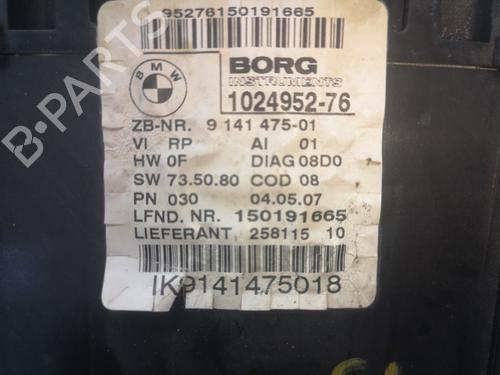 95276150191665
BMW
BORG
INSTRUMENTS
1024952-76
ZB-NR. 9 141 475-01
VI RP AI 01
HW 0F DIAG 08D0
SW 73.50.80 COD 08
PN 030 04.05.07
LFND. NR. 150191665
LIEFERANT 258115 10
IK9141475018
B-PARTS